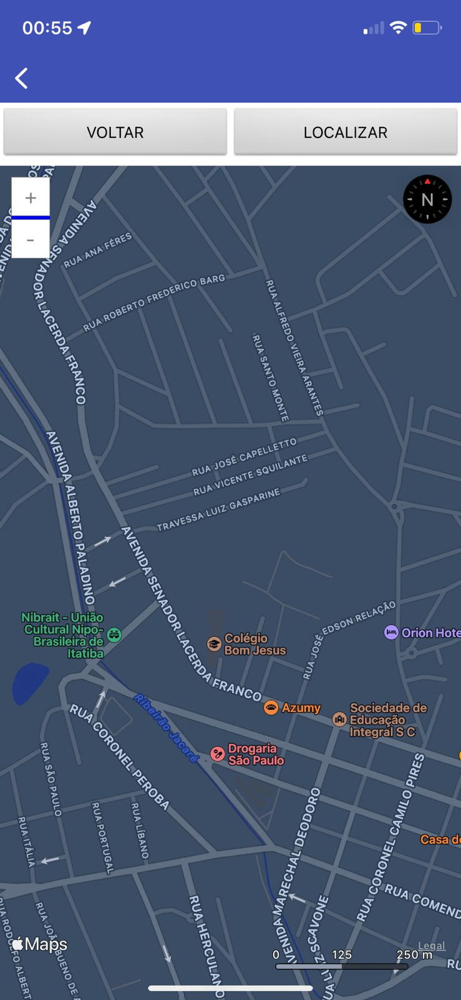 00:55
VOLTAR
LOCALIZAR
+
-
N
AVENIDA SENADOR LACERDA FRANCO
RUA ANA FÉRES
RUA ROBERTO FREDERICO BARG
RUA ALFREDO VIEIRA ARANTES
RUA SANTO MONTE
RUA JOSÉ CAPELLETTO
RUA VICENTE SQUILANTE
TRAVESSA LUIZ GASPARINE
AVENIDA ALBERTO PALADINO
AVENIDA SENADOR LACERDA FRANCO
RUA JOSÉ EDSON RELAÇÃO
Nibrait - União
Cultural Nipo-
Brasileira de
Itatiba
Orion Hote
Colégio
Bom Jesus
Azumy
Sociedade de
Educação
Integral S C
Ribeirão Jacaré
RUA CORONEL PEROBA
Drogaria
São Paulo
RUA SÃO PAULO
RUA ITÁLIA
RUA PORTUGAL
RUA LÍBANO
AVENIDA MARECHAL DEODORO
RUA CORONEL CAMILO PIRES
Casa de
RUA COMEND
RUA HERCULANO
RUA LUIZ SCAVONE
RUA JOÃO BUENO DE A
RUA RODOLFO ALBERT
Maps
Legal
0 125 250 m
RU